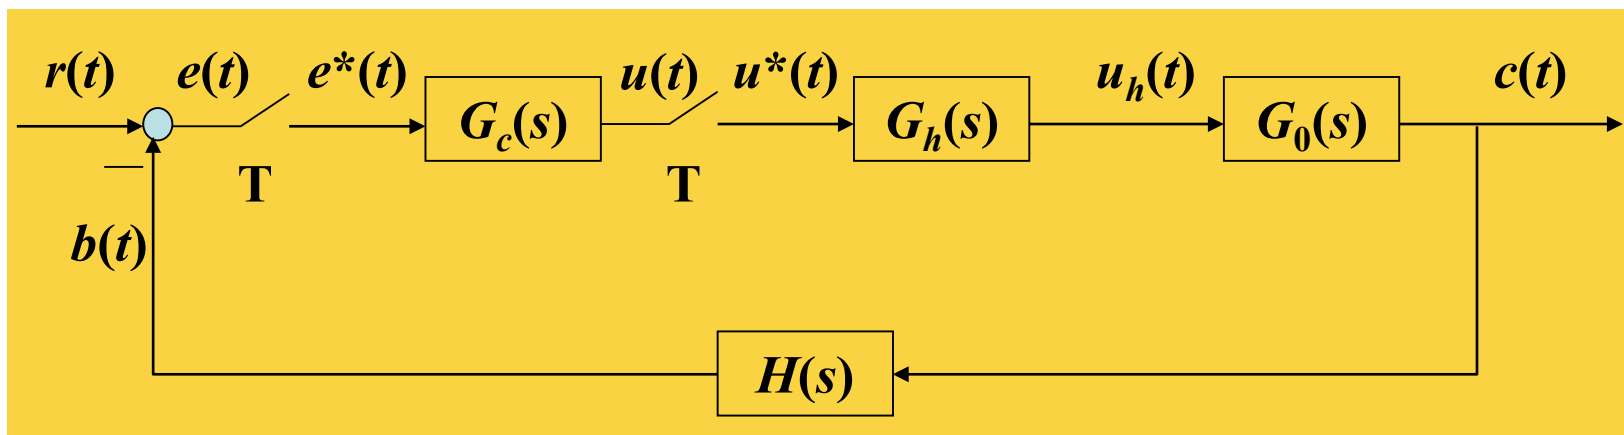 r(t) e(t) e*(t) u(t) u*(t) u_h(t) c(t)
G_c(s) G_h(s) G_0(s)
T T
b(t)
H(s)